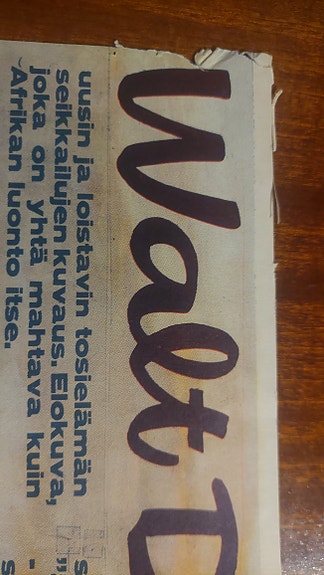 Walt D
uusin ja loistavin tosielämän
seikkailujen kuvaus. Elokuva,
joka on yhtä mahtava kuin
Afrikan luonto itse.